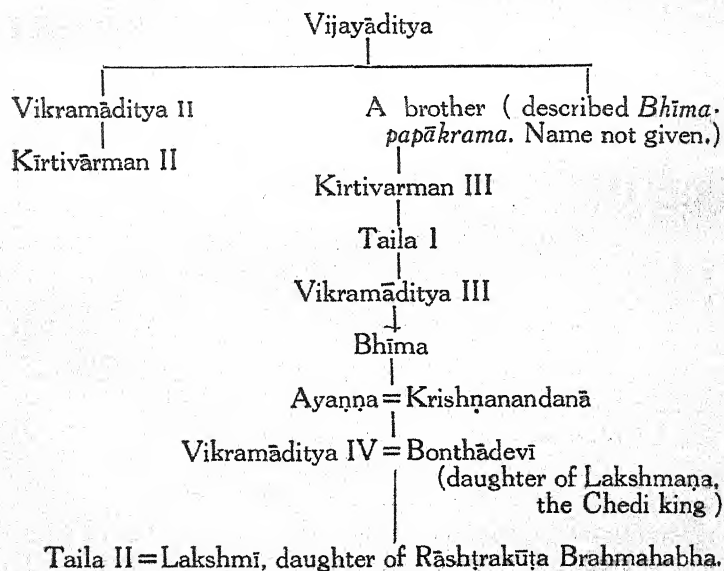 Vijayāditya
Vikramāditya II
A brother ( described Bhīma-
papākrama. Name not given.)
Kīrtivārman II
Kīrtivarman III
Taila 1
Vikramāditya III
Bhīma
Ayaṇṇa=Krishṇanandanā
Vikramāditya IV=Bonthādevī
(daughter of Lakshmaṇa,
the Chedi king )
Taila II=Lakshmī, daughter of Rāshṭrakūṭa Brahmahabha.